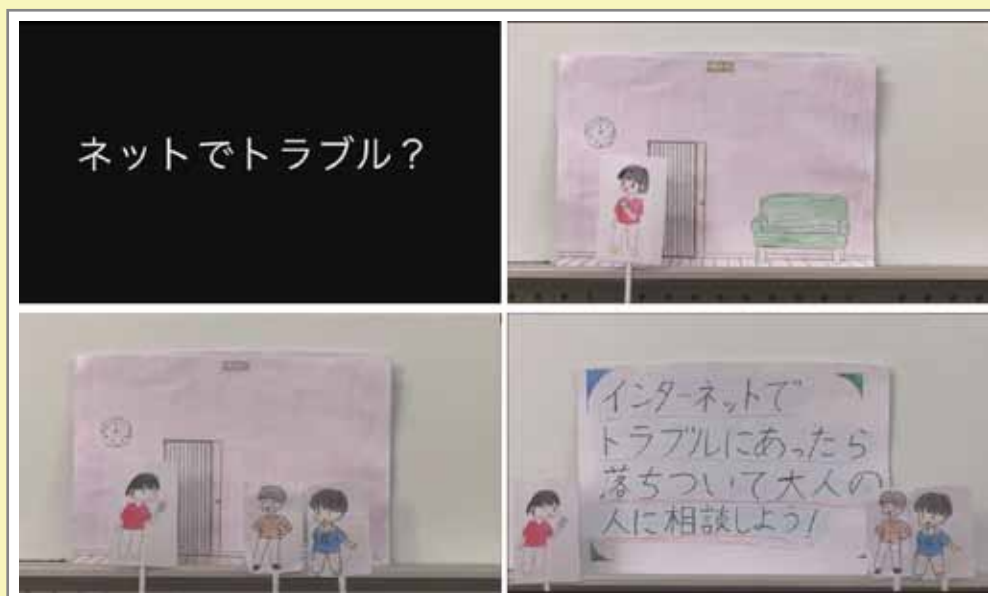 ネットでトラブル？
インターネットで
トラブルにあったら
落ちついて大人の
人に相談しよう！